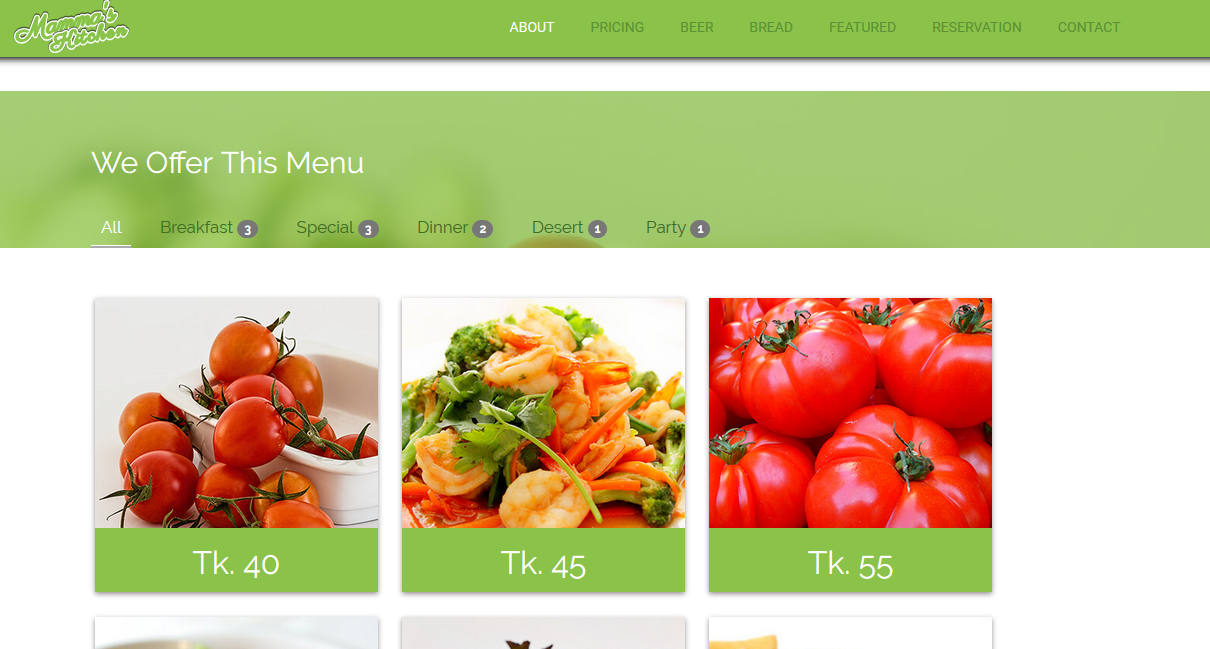 Mamma's
Kitchen
ABOUT PRICING BEER BREAD FEATURED RESERVATION CONTACT
We Offer This Menu
All Breakfast 3 Special 3 Dinner 2 Desert 1 Party 1
Tk. 40 Tk. 45 Tk. 55